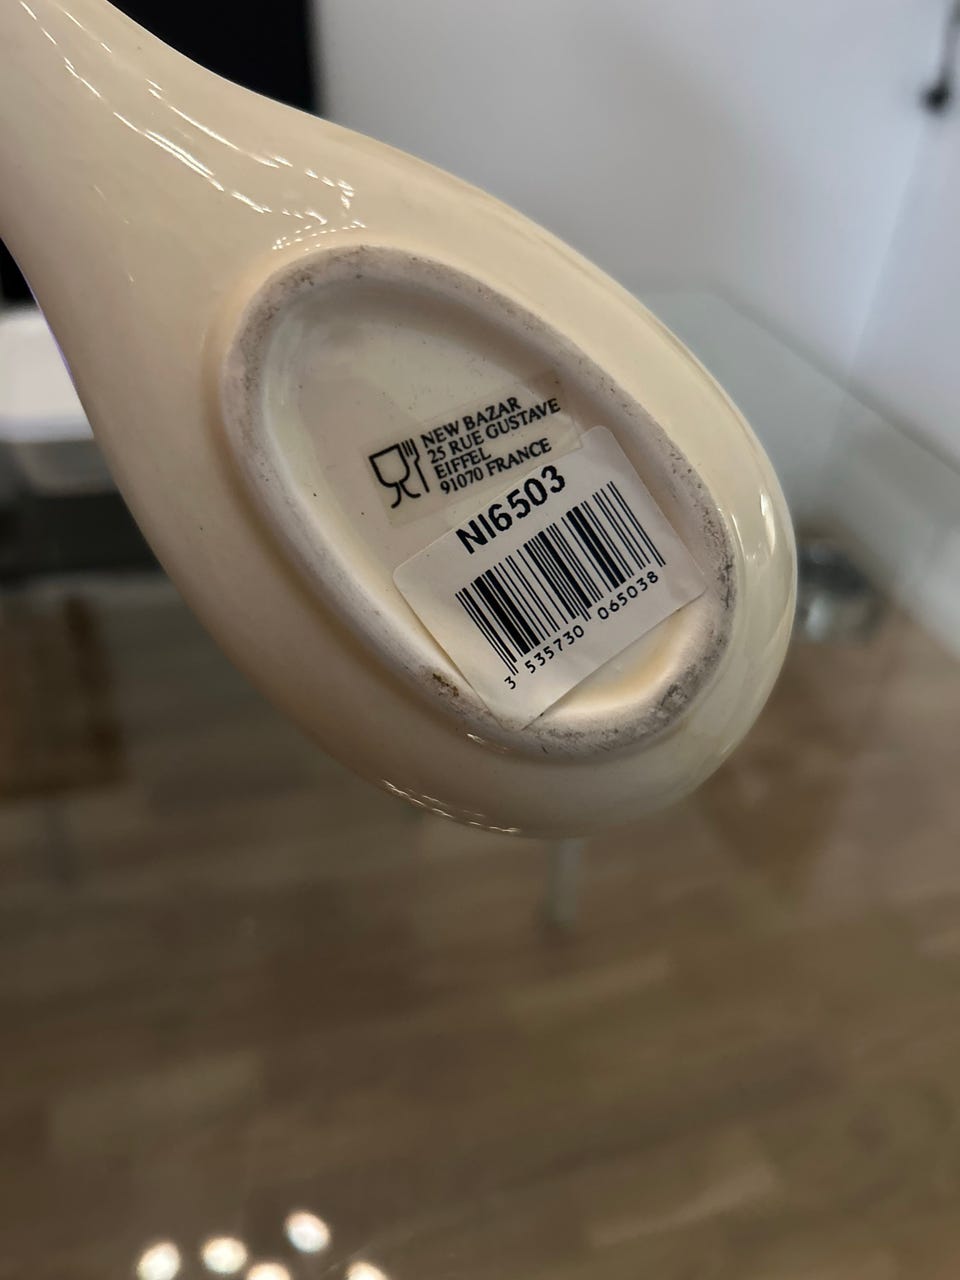 NEW BAZAR
25 RUE GUSTAVE
EIFFEL
91070 FRANCE
NI6503
3 535730 065038